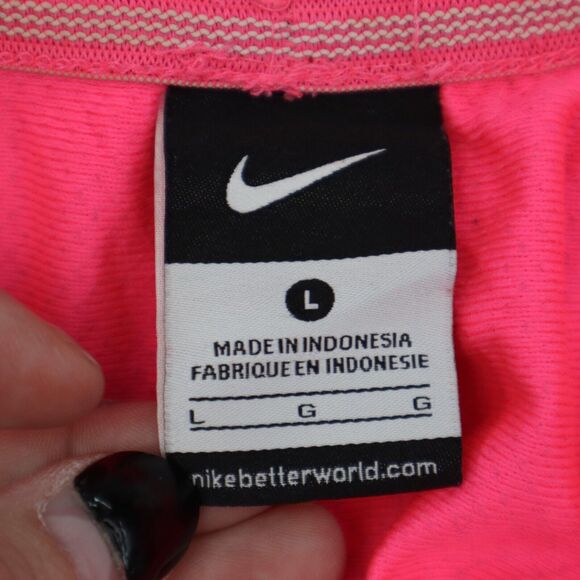 L
MADE IN INDONESIA
FABRIQUE EN INDONESIE
L G G
nikebetterworld.com